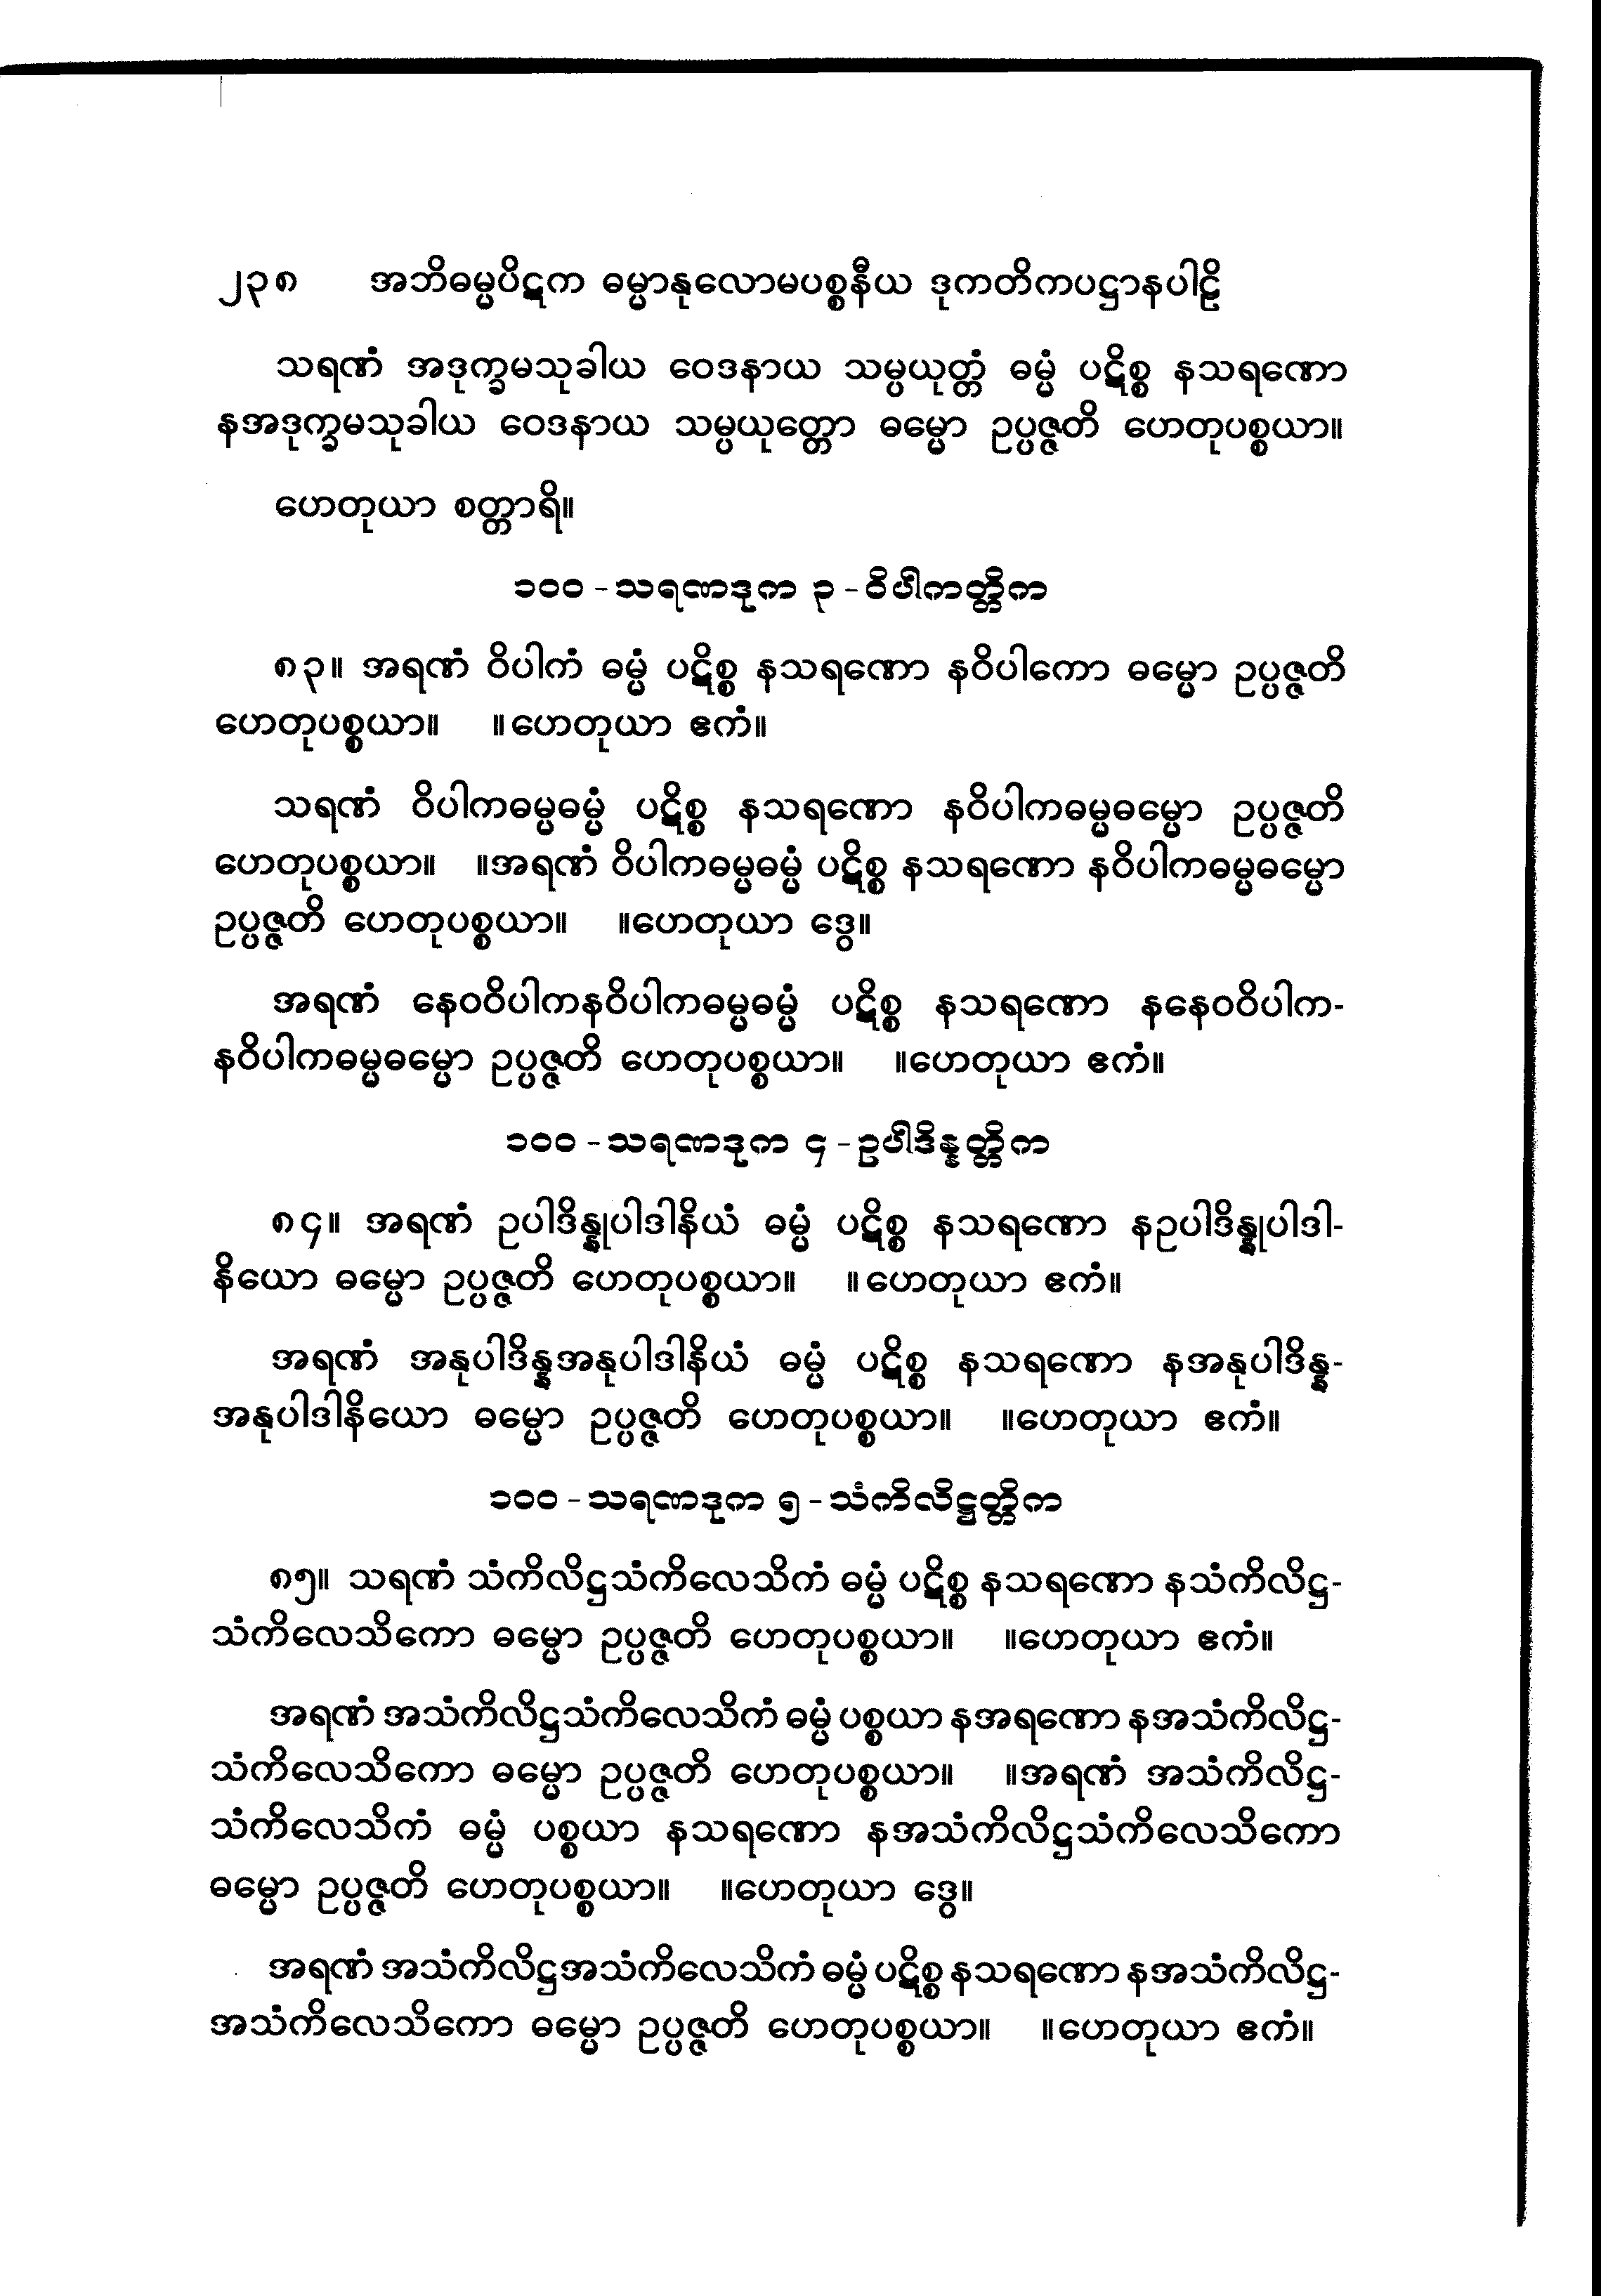 ၂၃၈ အဘိဓမ္မပိဋက ဓမ္မာနုလောမပစ္စနီယ ဒုကတိကပဋ္ဌာနပါဠိ
သရဏံ အဒုက္ခမသုခါယ ဝေဒနာယ သမ္ပယုတ္တံ ဓမ္မံ ပဋိစ္စ နသရဏော
နအဒုက္ခမသုခါယ ဝေဒနာယ သမ္ပယုတ္တော ဓမ္မော ဥပ္ပဇ္ဇတိ ဟေတုပစ္စယာ။
ဟေတုယာ စတ္တာရိ။
၁၀၀ - သရဏဒုက ၃ - ဝိပါကတ္တိက
၈၃။ အရဏံ ဝိပါကံ ဓမ္မံ ပဋိစ္စ နသရဏော နဝိပါကော ဓမ္မော ဥပ္ပဇ္ဇတိ
ဟေတုပစ္စယာ။ ။ဟေတုယာ ဧကံ။
သရဏံ ဝိပါကဓမ္မဓမ္မံ ပဋိစ္စ နသရဏော နဝိပါကဓမ္မဓမ္မော ဥပ္ပဇ္ဇတိ
ဟေတုပစ္စယာ။ ။အရဏံ ဝိပါကဓမ္မဓမ္မံ ပဋိစ္စ နသရဏော နဝိပါကဓမ္မဓမ္မော
ဥပ္ပဇ္ဇတိ ဟေတုပစ္စယာ။ ။ဟေတုယာ ဒွေ။
အရဏံ နေဝဝိပါကနဝိပါကဓမ္မဓမ္မံ ပဋိစ္စ နသရဏော နနေဝဝိပါက-
နဝိပါကဓမ္မဓမ္မော ဥပ္ပဇ္ဇတိ ဟေတုပစ္စယာ။ ။ဟေတုယာ ဧကံ။
၁၀၀ - သရဏဒုက ၄ - ဥပါဒိန္နတ္တိက
၈၄။ အရဏံ ဥပါဒိန္နုပါဒါနိယံ ဓမ္မံ ပဋိစ္စ နသရဏော နဥပါဒိန္နုပါဒါ-
နိယော ဓမ္မော ဥပ္ပဇ္ဇတိ ဟေတုပစ္စယာ။ ။ဟေတုယာ ဧကံ။
အရဏံ အနုပါဒိန္နအနုပါဒါနိယံ ဓမ္မံ ပဋိစ္စ နသရဏော နအနုပါဒိန္န-
အနုပါဒါနိယော ဓမ္မော ဥပ္ပဇ္ဇတိ ဟေတုပစ္စယာ။ ။ဟေတုယာ ဧကံ။
၁၀၀ - သရဏဒုက ၅ - သံကိလိဋ္ဌတ္တိက
၈၅။ သရဏံ သံကိလိဋ္ဌသံကိလေသိကံ ဓမ္မံ ပဋိစ္စ နသရဏော နသံကိလိဋ္ဌ-
သံကိလေသိကော ဓမ္မော ဥပ္ပဇ္ဇတိ ဟေတုပစ္စယာ။ ။ဟေတုယာ ဧကံ။
အရဏံ အသံကိလိဋ္ဌသံကိလေသိကံ ဓမ္မံ ပစ္စယာ နအရဏော နအသံကိလိဋ္ဌ-
သံကိလေသိကော ဓမ္မော ဥပ္ပဇ္ဇတိ ဟေတုပစ္စယာ။ ။အရဏံ အသံကိလိဋ္ဌ-
သံကိလေသိကံ ဓမ္မံ ပစ္စယာ နသရဏော နအသံကိလိဋ္ဌသံကိလေသိကော
ဓမ္မော ဥပ္ပဇ္ဇတိ ဟေတုပစ္စယာ။ ။ဟေတုယာ ဒွေ။
အရဏံ အသံကိလိဋ္ဌအသံကိလေသိကံ ဓမ္မံ ပဋိစ္စ နသရဏော နအသံကိလိဋ္ဌ-
အသံကိလေသိကော ဓမ္မော ဥပ္ပဇ္ဇတိ ဟေတုပစ္စယာ။ ။ဟေတုယာ ဧကံ။